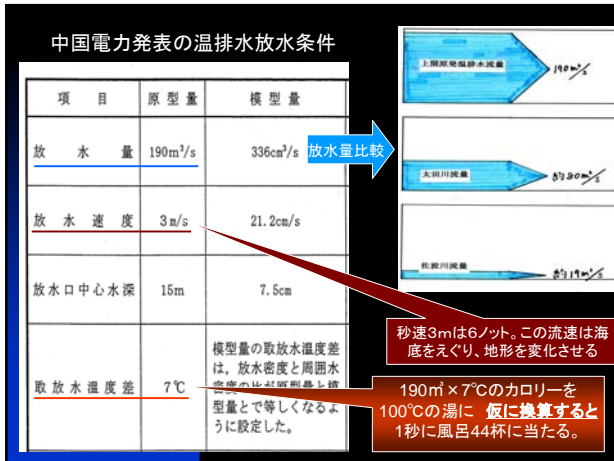 中国電力発表の温排水放水条件
項目 原型量 模型量
放水量 190m³/s 336cm³/s
放水速度 3m/s 21.2cm/s
放水口中心水深 15m 7.5cm
取放水温度差 7℃
模型量の取放水温度差
は，放水密度と周囲水
密度の比が原型量と模
型量とで等しくなるよ
うに設定した。
放水量比較
上関原発温排水流量 190m³/s
太田川流量 約80m³/s
佐波川流量 約19m³/s
秒速3mは6ノット。この流速は海
底をえぐり、地形を変化させる
190㎥×7℃のカロリーを
100℃の湯に 仮に換算すると
1秒に風呂44杯に当たる。